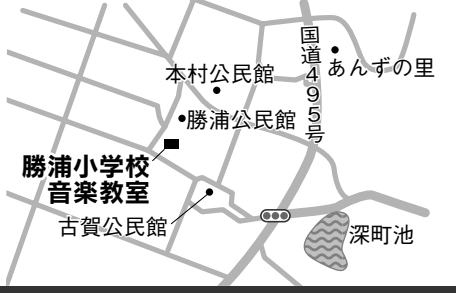 国道495号
あんずの里
本村公民館
勝浦公民館
勝浦小学校
音楽教室
古賀公民館
深町池